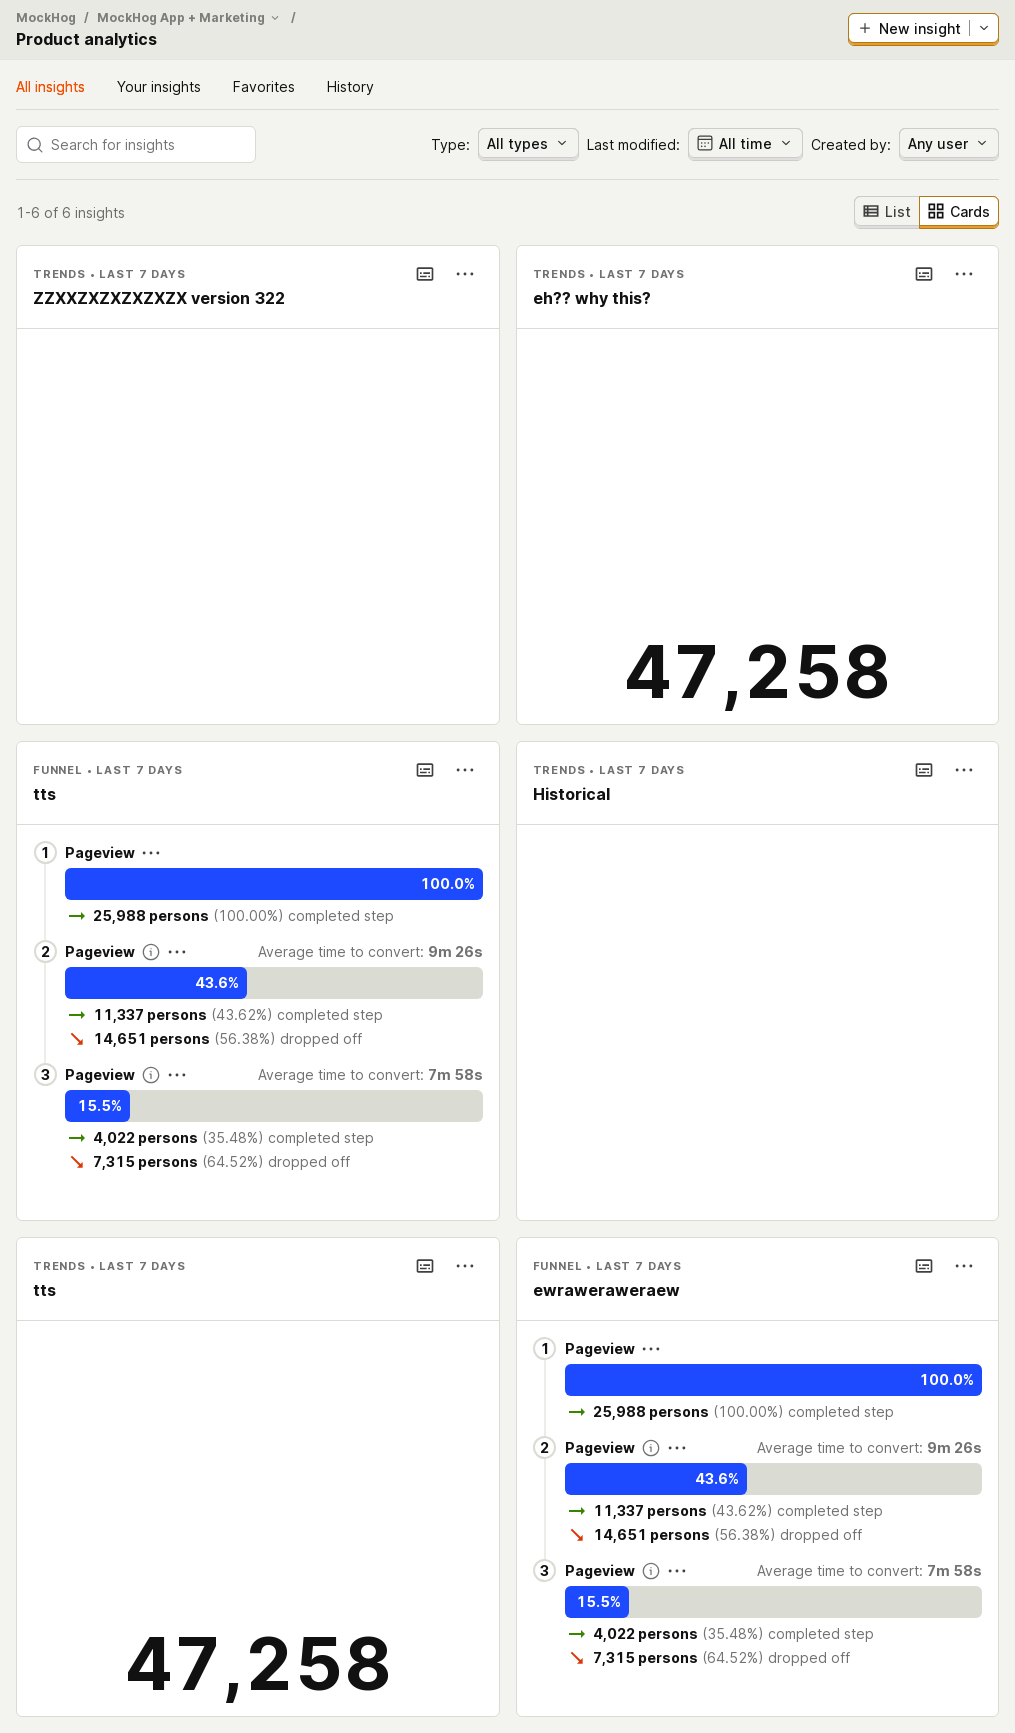 MockHog / MockHog App + Marketing /
Product analytics
New insight
All insights Your insights Favorites History
Search for insights
Type: All types Last modified: All time Created by: Any user
1-6 of 6 insights
List Cards
TRENDS • LAST 7 DAYS
ZZXXZXZXZXZXZX version 322
TRENDS • LAST 7 DAYS
eh?? why this?
47,258
FUNNEL • LAST 7 DAYS
tts
1 Pageview
100.0%
25,988 persons (100.00%) completed step
2 Pageview Average time to convert: 9m 26s
43.6%
11,337 persons (43.62%) completed step
14,651 persons (56.38%) dropped off
3 Pageview Average time to convert: 7m 58s
15.5%
4,022 persons (35.48%) completed step
7,315 persons (64.52%) dropped off
TRENDS • LAST 7 DAYS
Historical
TRENDS • LAST 7 DAYS
tts
47,258
FUNNEL • LAST 7 DAYS
ewraweraweraew
1 Pageview
100.0%
25,988 persons (100.00%) completed step
2 Pageview Average time to convert: 9m 26s
43.6%
11,337 persons (43.62%) completed step
14,651 persons (56.38%) dropped off
3 Pageview Average time to convert: 7m 58s
15.5%
4,022 persons (35.48%) completed step
7,315 persons (64.52%) dropped off